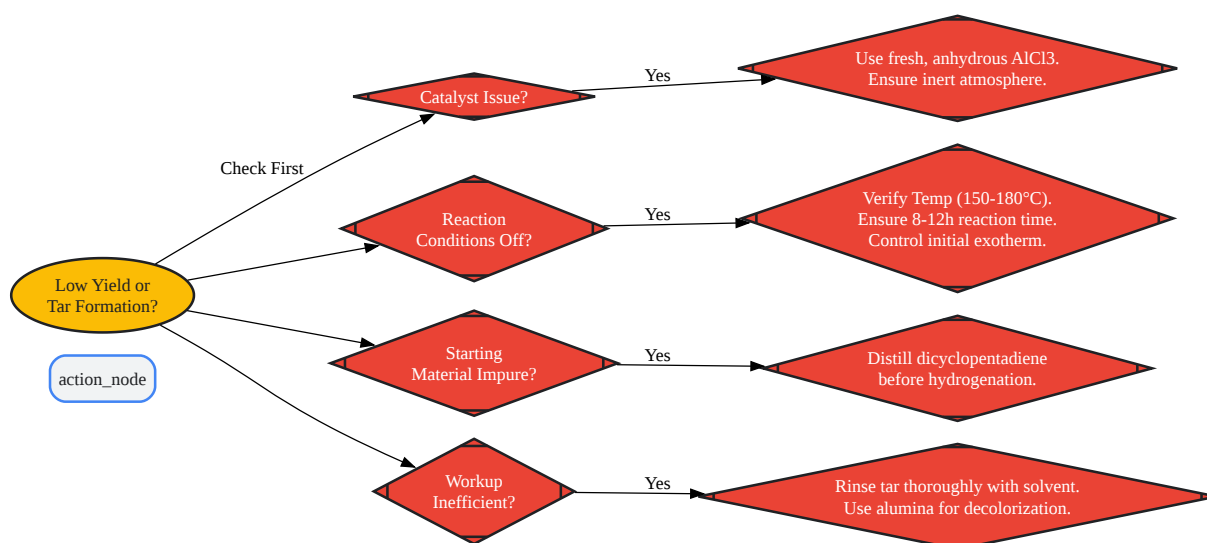 Low Yield or
Tar Formation?
action_node
Check First
Catalyst Issue?
Yes
Use fresh, anhydrous AlCl3.
Ensure inert atmosphere.
Reaction
Conditions Off?
Yes
Verify Temp (150-180°C).
Ensure 8-12h reaction time.
Control initial exotherm.
Starting
Material Impure?
Yes
Distill dicyclopentadiene
before hydrogenation.
Workup
Inefficient?
Yes
Rinse tar thoroughly with solvent.
Use alumina for decolorization.